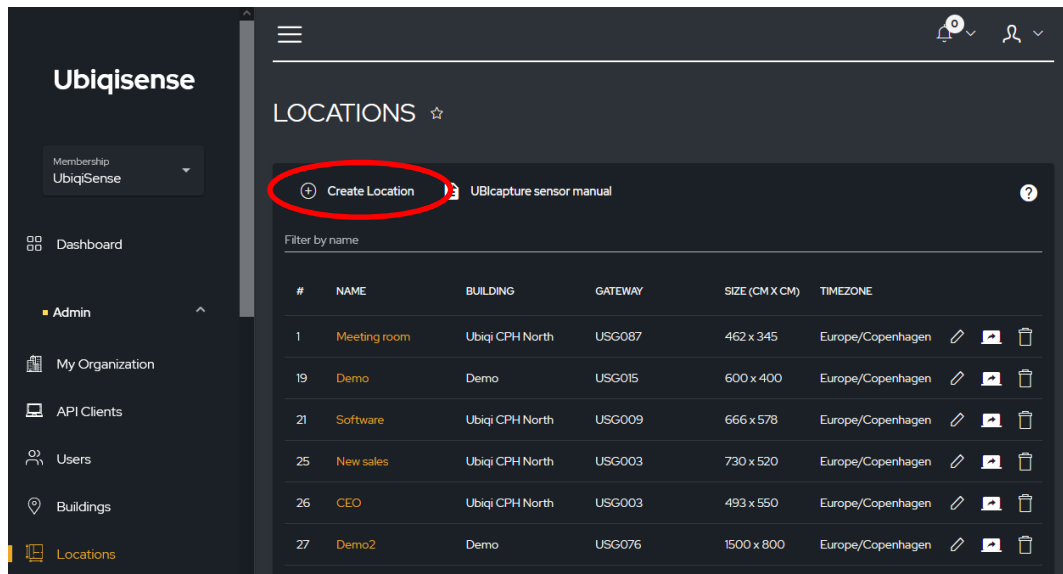 0
Ubiqisense
LOCATIONS
Membership
UbiqiSense
Create Location UBIcapture sensor manual ?
Filter by name
Dashboard
# NAME BUILDING GATEWAY SIZE (CM X CM) TIMEZONE
Admin
1 Meeting room Ubiqi CPH North USG087 462 x 345 Europe/Copenhagen
My Organization
19 Demo Demo USG015 600 x 400 Europe/Copenhagen
API Clients
21 Software Ubiqi CPH North USG009 666 x 578 Europe/Copenhagen
Users
25 New sales Ubiqi CPH North USG003 730 x 520 Europe/Copenhagen
Buildings
26 CEO Ubiqi CPH North USG003 493 x 550 Europe/Copenhagen
Locations
27 Demo2 Demo USG076 1500 x 800 Europe/Copenhagen